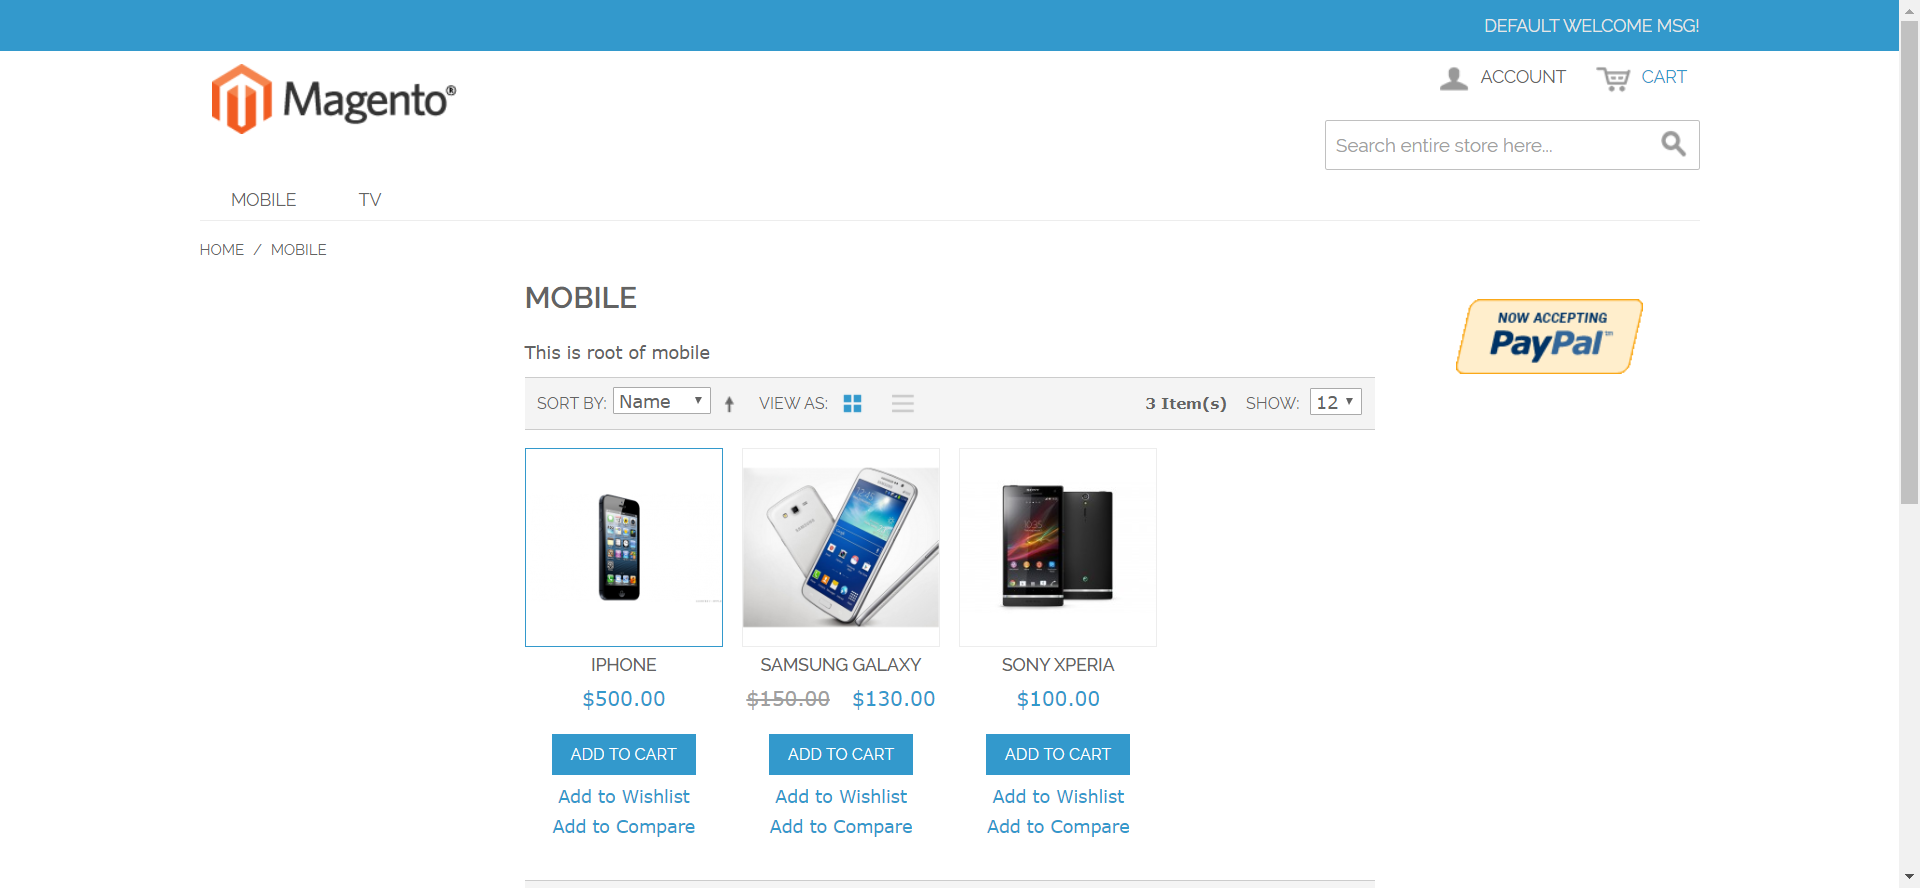 DEFAULT WELCOME MSG!
Magento®
ACCOUNT
CART
Search entire store here...
MOBILE TV
HOME / MOBILE
MOBILE
NOW ACCEPTING
PayPal™
This is root of mobile
SORT BY: Name VIEW AS: 3 Item(s) SHOW: 12
IPHONE
$500.00
ADD TO CART
Add to Wishlist
Add to Compare
SAMSUNG GALAXY
$150.00 $130.00
ADD TO CART
Add to Wishlist
Add to Compare
SONY XPERIA
$100.00
ADD TO CART
Add to Wishlist
Add to Compare